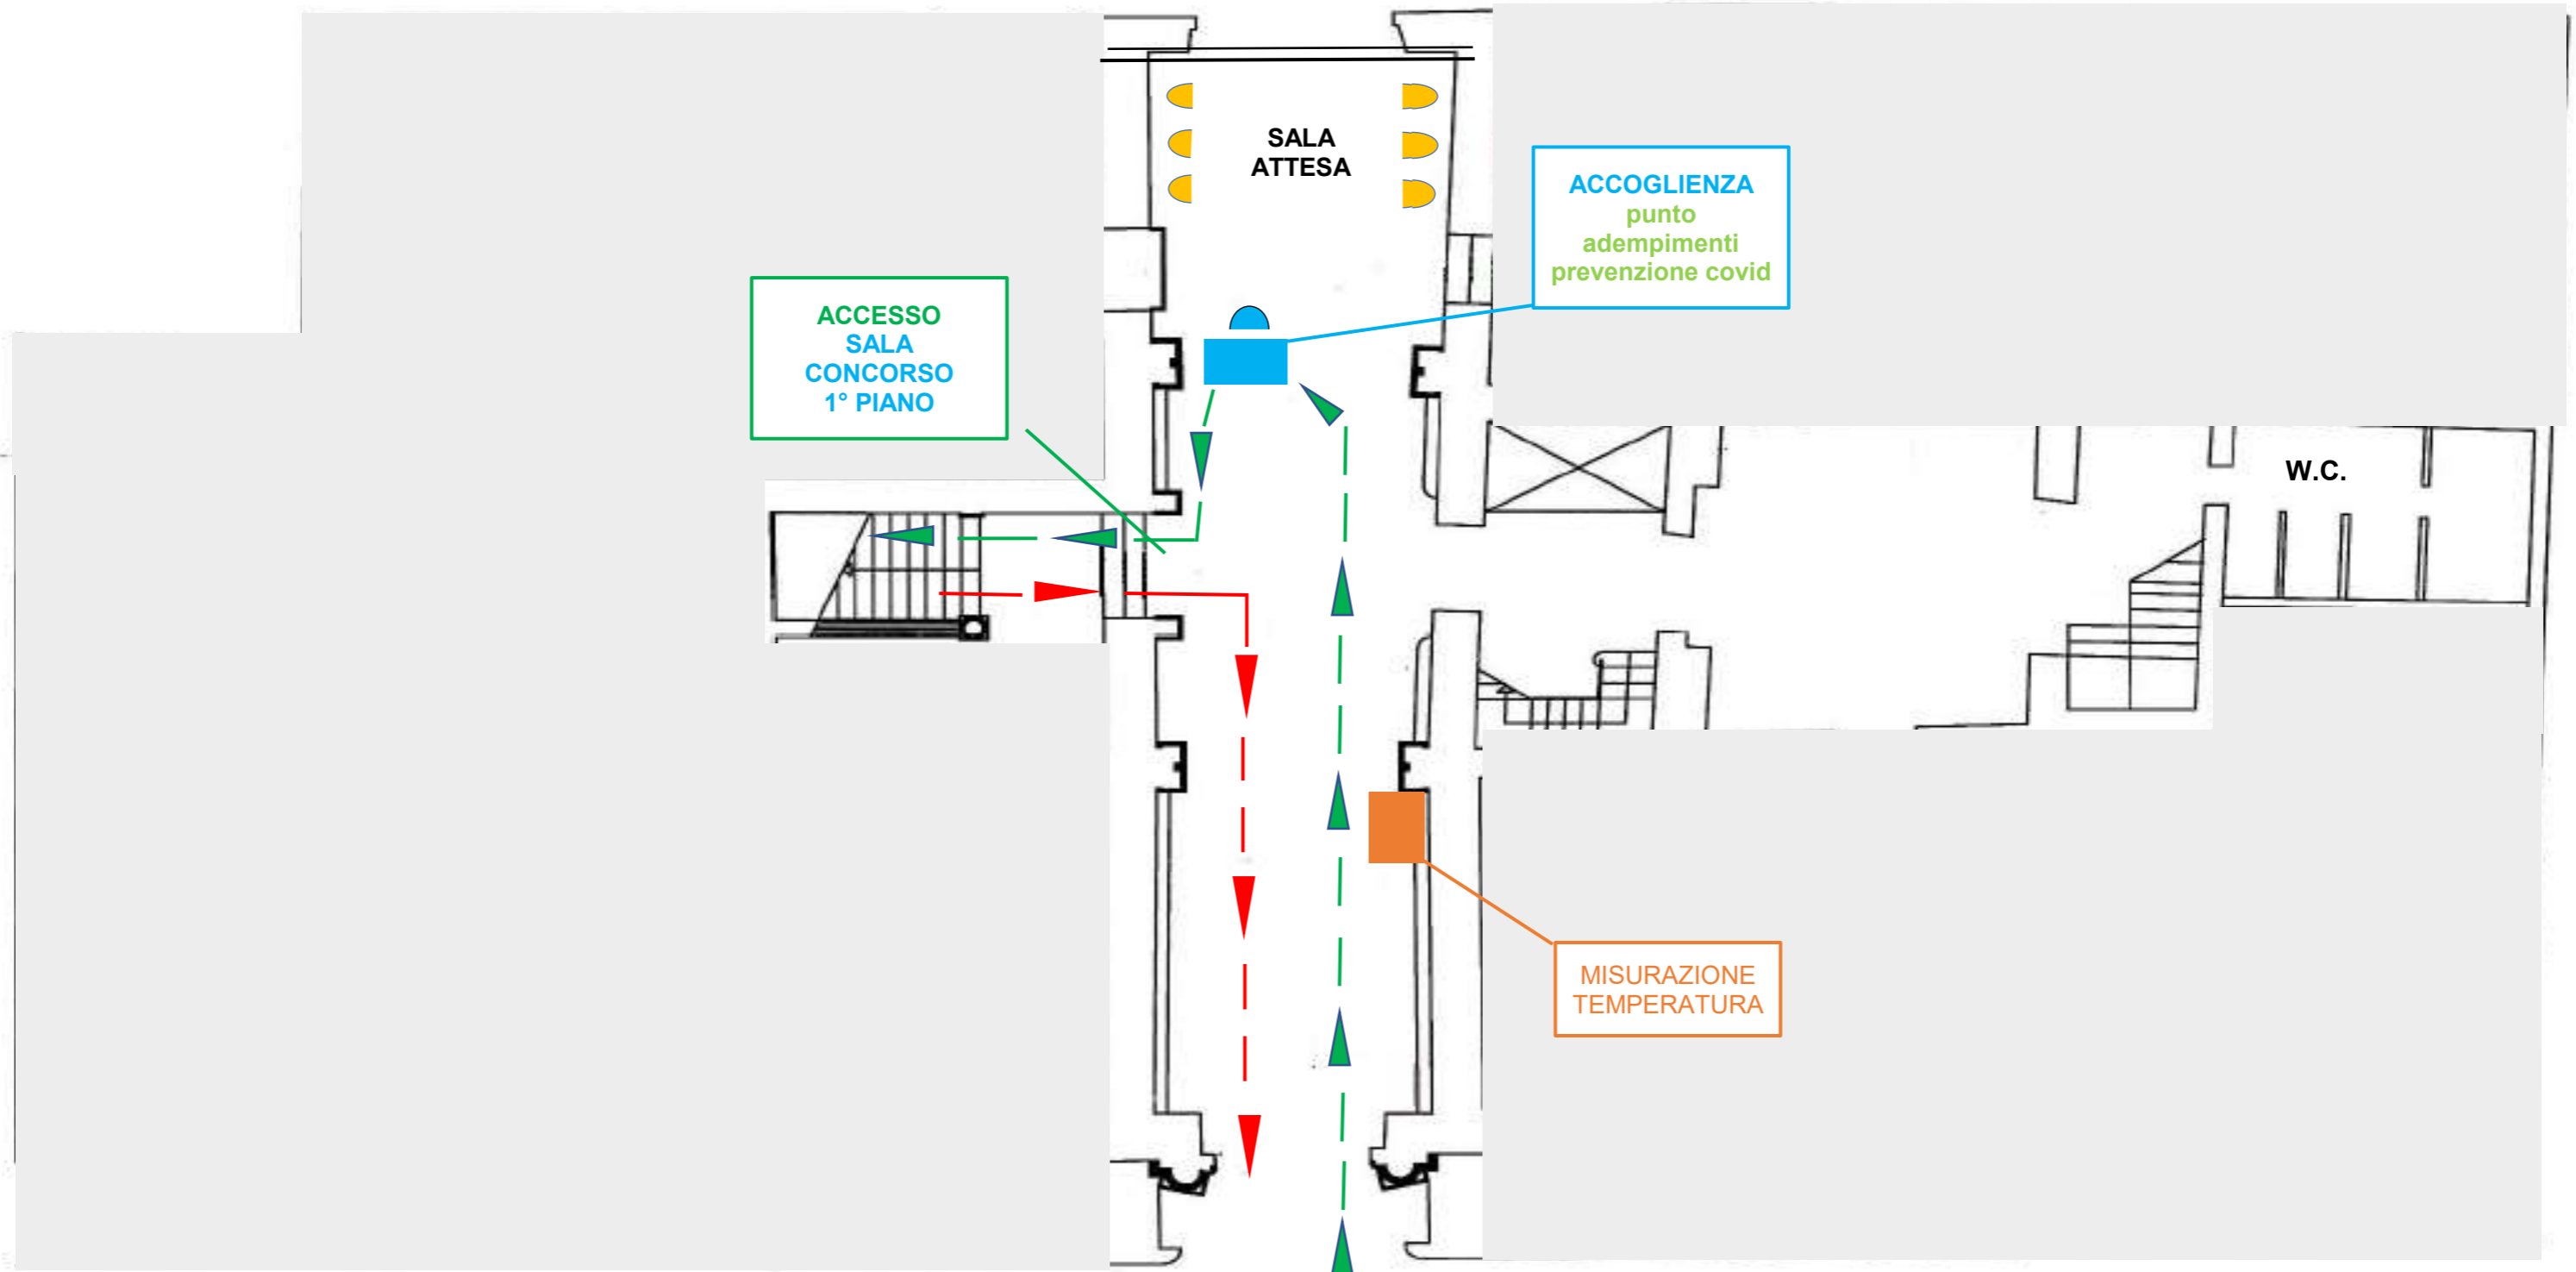 SALA
ATTESA
ACCOGLIENZA
punto
adempimenti
prevenzione covid
ACCESSO
SALA
CONCORSO
1° PIANO
W.C.
MISURAZIONE
TEMPERATURA